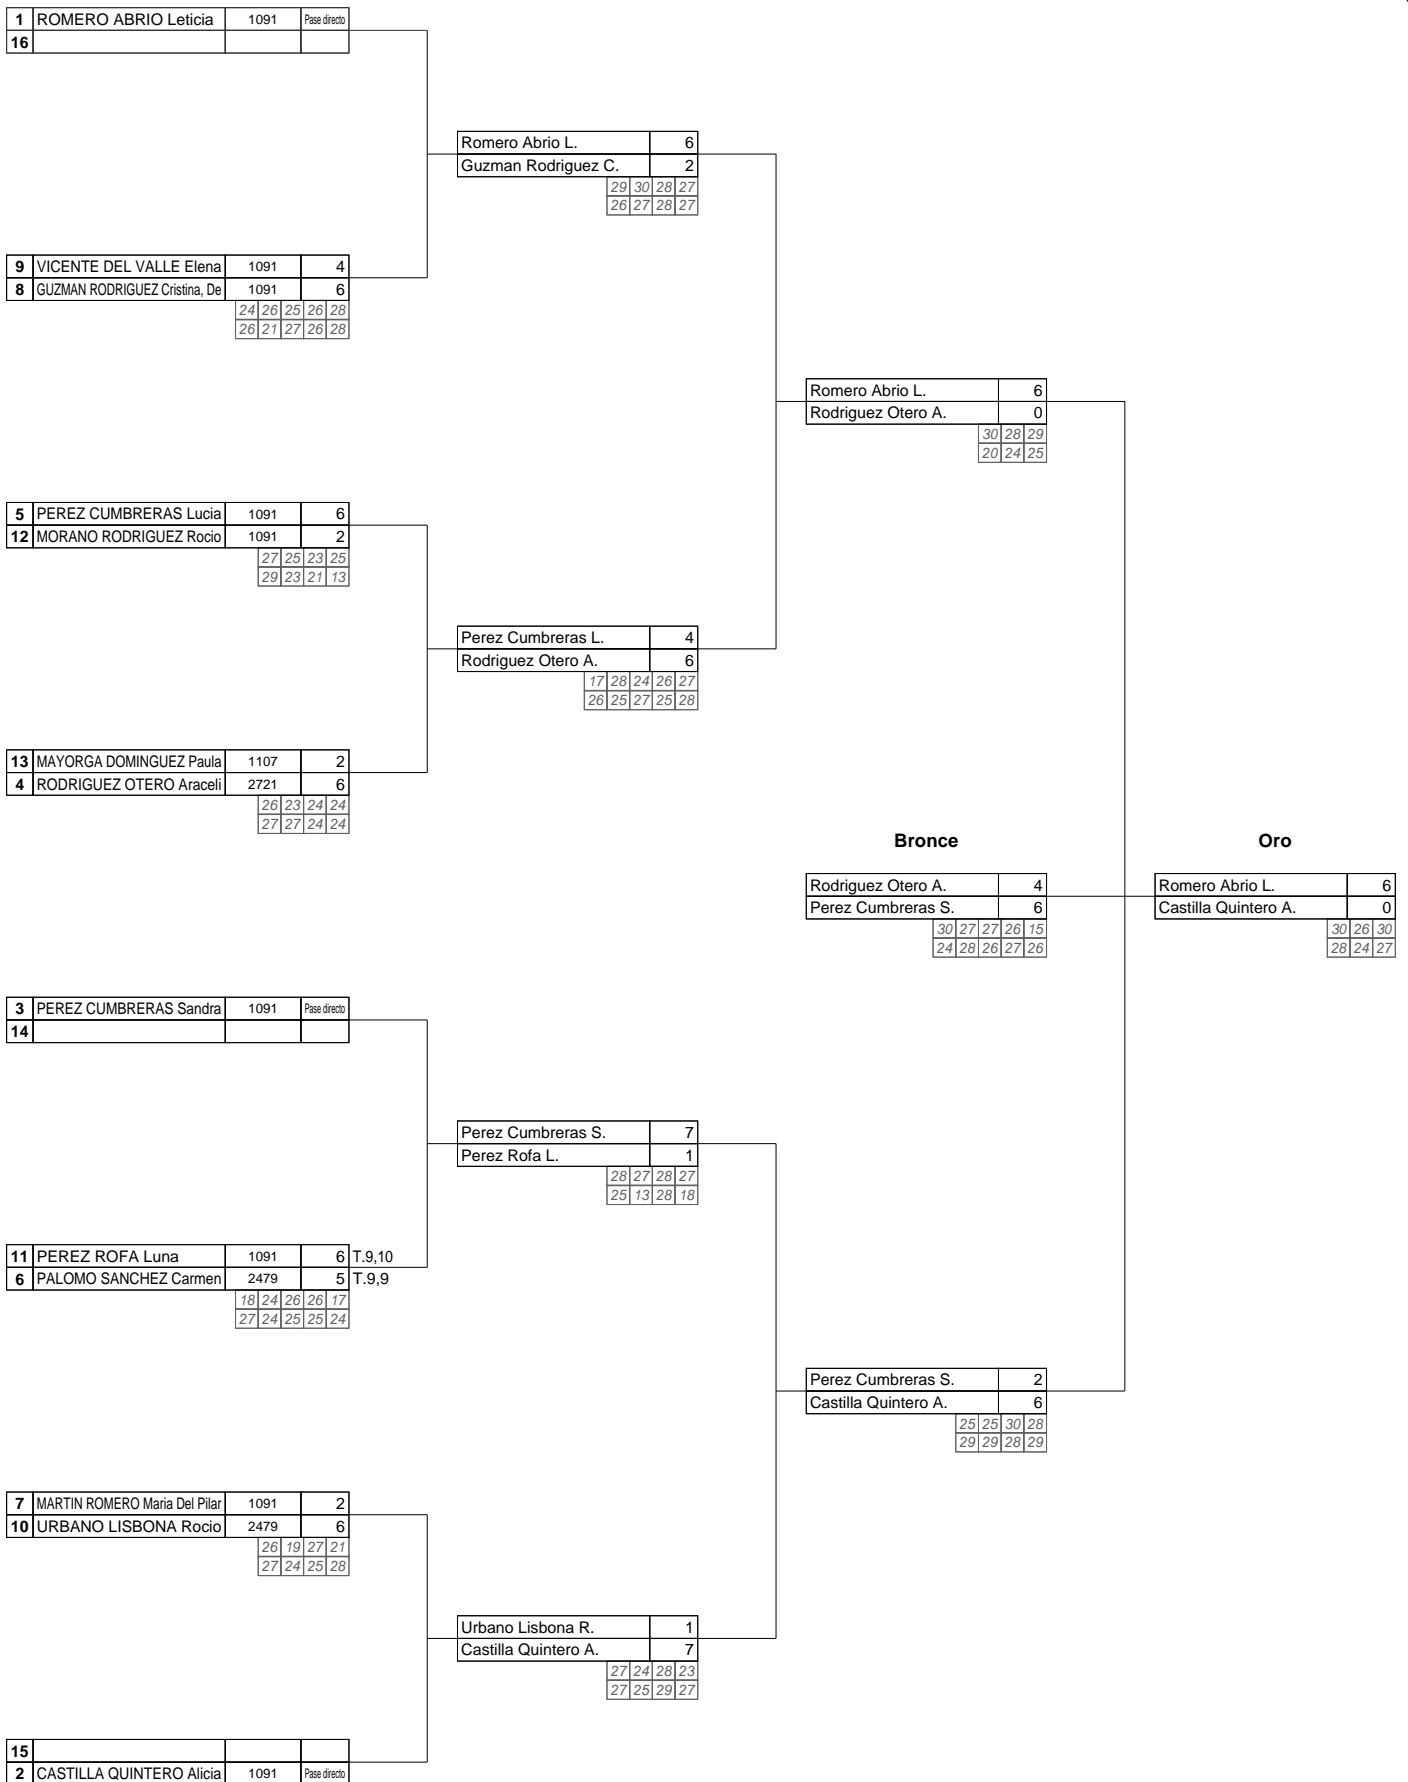 1 ROMERO ABRIO Leticia 1091 Pase directo
16
Romero Abrio L. 6
Guzman Rodriguez C. 2
29 30 28 27
26 27 28 27
9 VICENTE DEL VALLE Elena 1091 4
8 GUZMAN RODRIGUEZ Cristina, De 1091 6
24 26 25 26 28
26 21 27 26 28
Romero Abrio L. 6
Rodriguez Otero A. 0
30 28 29
20 24 25
5 PEREZ CUMBRERAS Lucia 1091 6
12 MORANO RODRIGUEZ Rocio 1091 2
27 25 23 25
29 23 21 13
Perez Cumbreras L. 4
Rodriguez Otero A. 6
17 28 24 26 27
26 25 27 25 28
13 MAYORGA DOMINGUEZ Paula 1107 2
4 RODRIGUEZ OTERO Araceli 2721 6
26 23 24 24
27 27 24 24
Bronce Oro
Rodriguez Otero A. 4 Romero Abrio L. 6
Perez Cumbreras S. 6 Castilla Quintero A. 0
30 27 27 26 15 30 26 30
24 28 26 27 26 28 24 27
3 PEREZ CUMBRERAS Sandra 1091 Pase directo
14
Perez Cumbreras S. 7
Perez Rofa L. 1
28 27 28 27
25 13 28 18
11 PEREZ ROFA Luna 1091 6 T.9,10
6 PALOMO SANCHEZ Carmen 2479 5 T.9,9
18 24 26 26 17
27 24 25 25 24
Perez Cumbreras S. 2
Castilla Quintero A. 6
25 25 30 28
29 29 28 29
7 MARTIN ROMERO Maria Del Pilar 1091 2
10 URBANO LISBONA Rocio 2479 6
26 19 27 21
27 24 25 28
Urbano Lisbona R. 1
Castilla Quintero A. 7
27 24 28 23
27 25 29 27
15
2 CASTILLA QUINTERO Alicia 1091 Pase directo